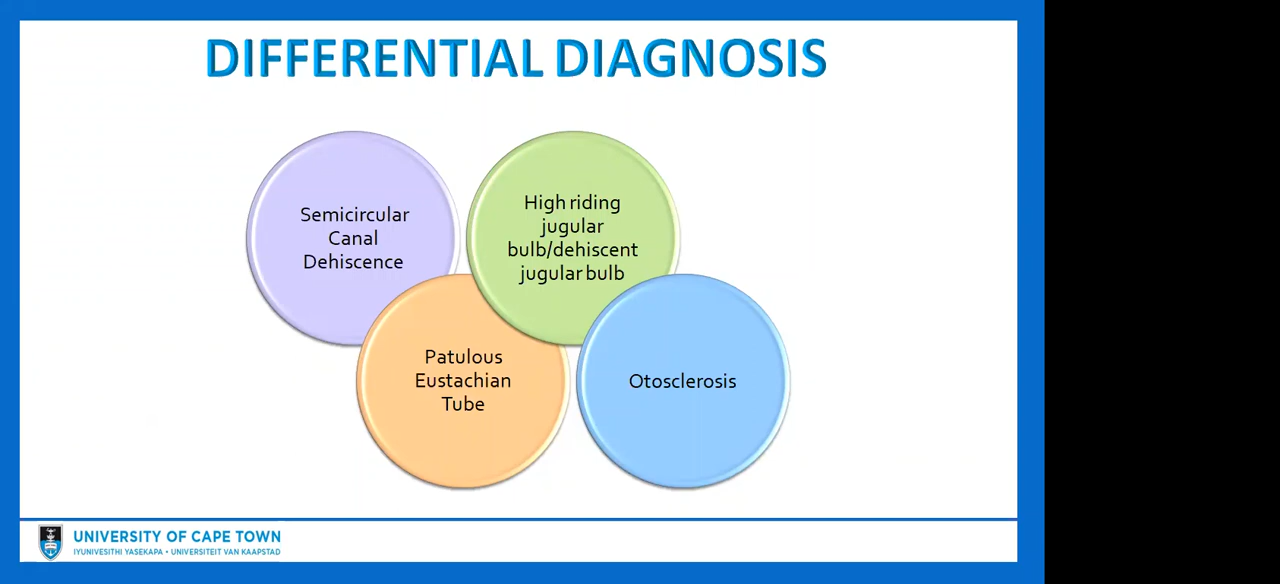 DIFFERENTIAL DIAGNOSIS
Semicircular
Canal
Dehiscence
High riding
jugular
bulb/dehiscent
jugular bulb
Patulous
Eustachian
Tube
Otosclerosis
UNIVERSITY OF CAPE TOWN
IYUNIVESITHI YASEKAPA • UNIVERSITEIT VAN KAAPSTAD